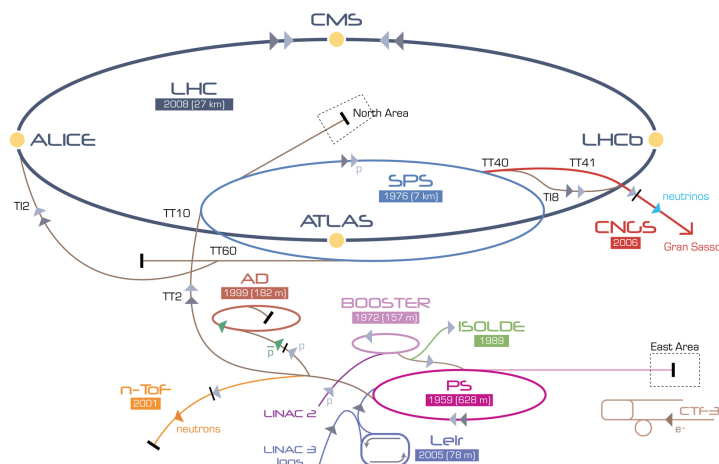 CMS
LHC
2008 (27 km)
North Area
ALICE
LHCb
TT40
TT41
SPS
1976 (7 km)
TI8
neutrinos
TI2
TT10
ATLAS
CNGS
2006
Gran Sasso
TT60
AD
1999 (182 m)
TT2
BOOSTER
1972 (157 m)
ISOLDE
1989
p
p
p
East Area
n-ToF
2001
PS
1959 (628 m)
p
LINAC 2
neutrons
CTF-3
e-
LINAC 3
Ions
Leir
2005 (78 m)